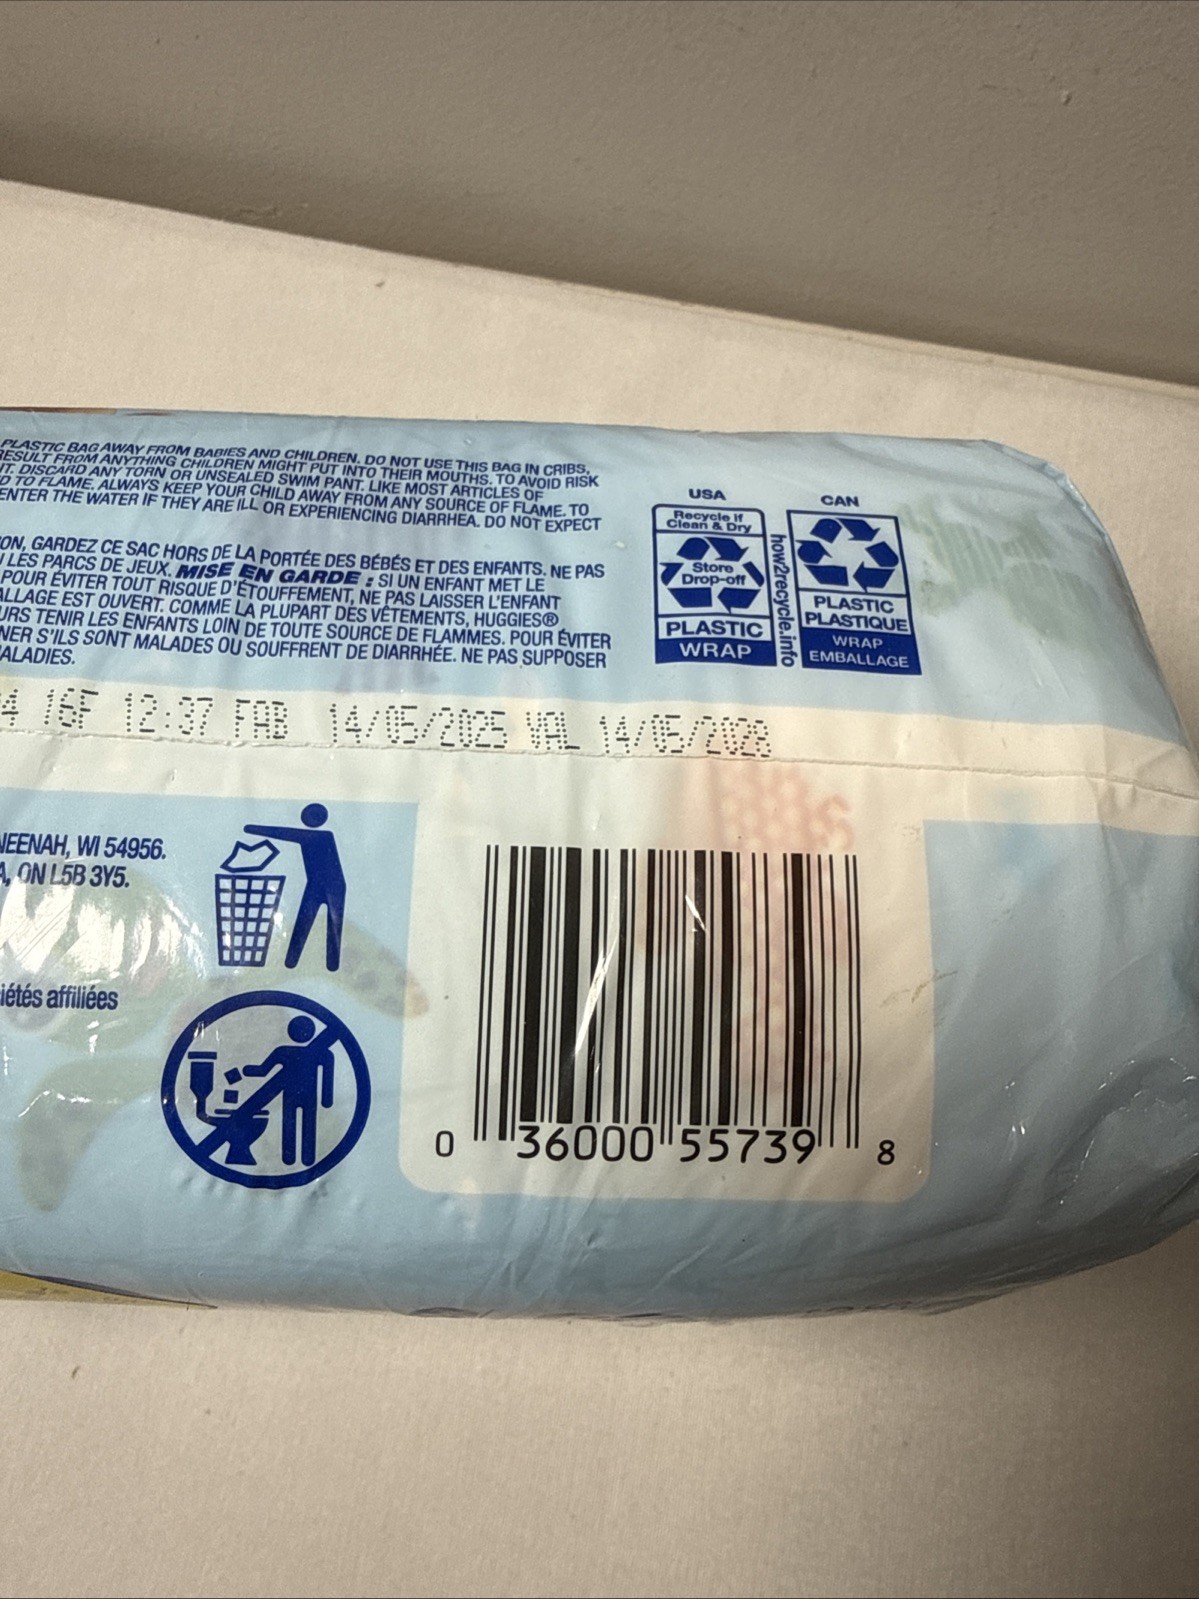 PLASTIC BAG AWAY FROM BABIES AND CHILDREN. DO NOT USE THIS BAG IN CRIBS,
RESULT FROM ANYTHING CHILDREN MIGHT PUT INTO THEIR MOUTHS. TO AVOID RISK
DISCARD ANY TORN OR UNSEALED SWIM PANT. LIKE MOST ARTICLES OF
TO FLAME. ALWAYS KEEP YOUR CHILD AWAY FROM ANY SOURCE OF FLAME. TO
ENTER THE WATER IF THEY ARE ILL OR EXPERIENCING DIARRHEA. DO NOT EXPECT
GARDEZ CE SAC HORS DE LA PORTÉE DES BÉBÉS ET DES ENFANTS. NE PAS
LES PARCS DE JEUX. MISE EN GARDE : SI UN ENFANT MET LE
POUR ÉVITER TOUT RISQUE D'ÉTOUFFEMENT, NE PAS LAISSER L'ENFANT
EST OUVERT. COMME LA PLUPART DES VÊTEMENTS, HUGGIES®
TENIR LES ENFANTS LOIN DE TOUTE SOURCE DE FLAMMES. POUR ÉVITER
S'ILS SONT MALADES OU SOUFFRENT DE DIARRHÉE. NE PAS SUPPOSER
MALADIES.
USA
Recycle if
Clean & Dry
Store
Drop-off
PLASTIC
WRAP
how2recycle.info
CAN
PLASTIC
PLASTIQUE
WRAP
EMBALLAGE
16F 12:37 FAB 14/05/2025 VAL 14/05/2028
NEENAH, WI 54956.
ON L5B 3Y5.
affiliées
0 36000 55739 8